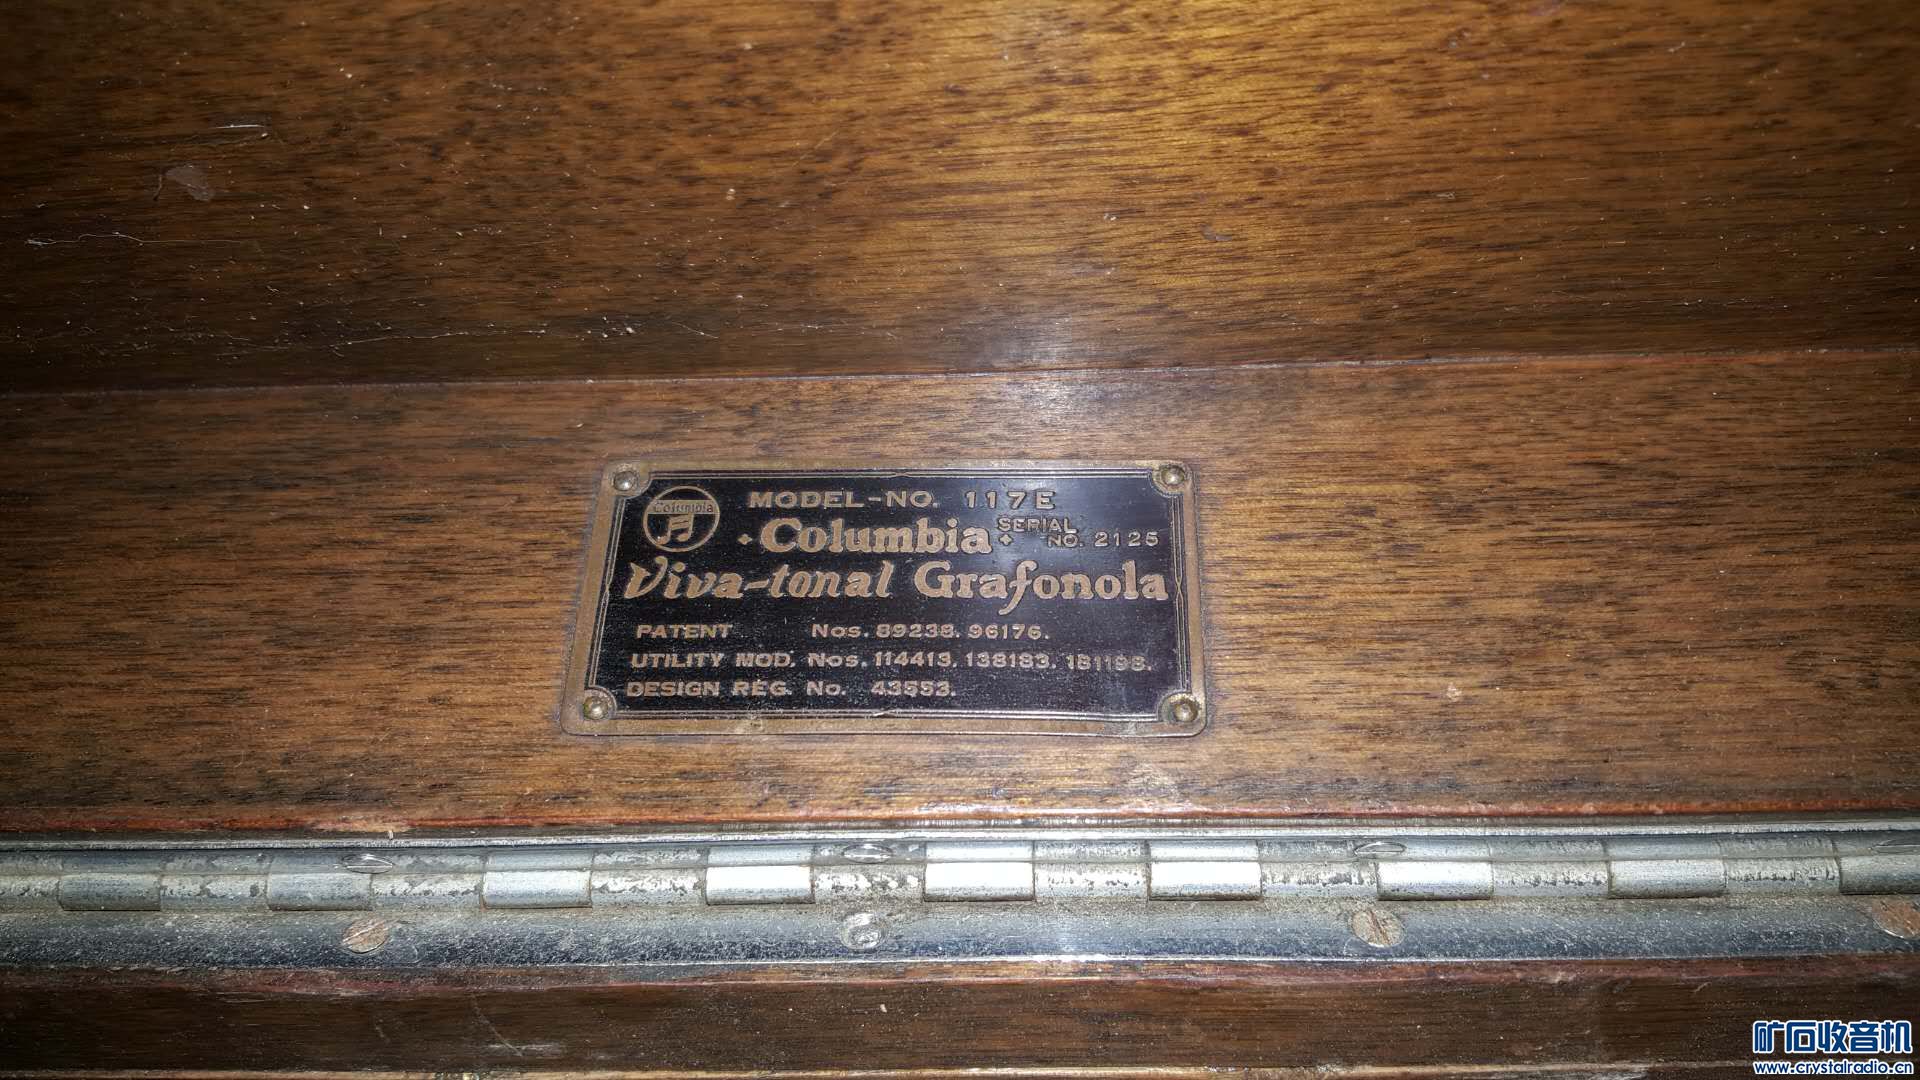 MODEL-NO. 117E
Columbia
Columbia
SERIAL NO. 2125
Viva-tonal Grafonola
PATENT Nos. 89238. 96176.
UTILITY MOD. Nos. 114413. 138183. 181198.
DESIGN REG. No. 43553.
矿石收音机
www.crystalradio.cn